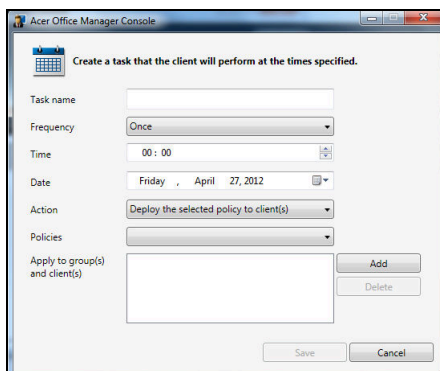 Acer Office Manager Console
Create a task that the client will perform at the times specified.
Task name
Frequency Once
Time 00 : 00
Date Friday , April 27, 2012
Action Deploy the selected policy to client(s)
Policies
Apply to group(s) Add
and client(s) Delete
Save Cancel